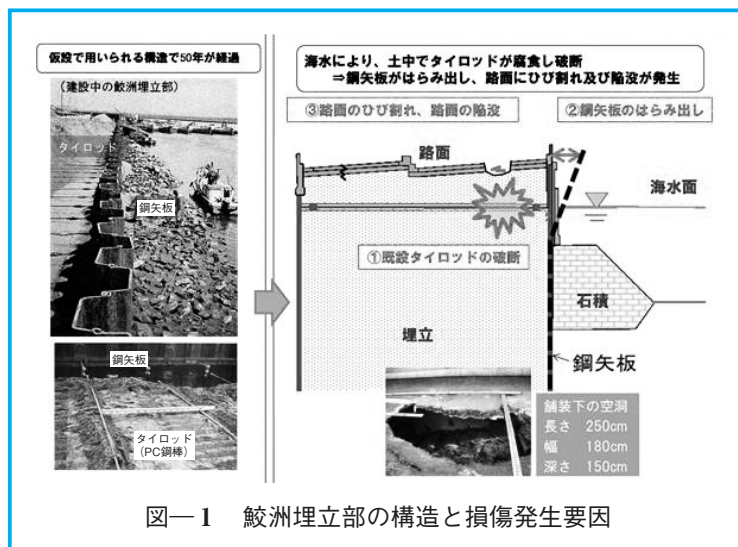 仮設で用いられる構造で50年が経過
（建設中の鮫洲埋立部）
タイロッド
鋼矢板
鋼矢板
タイロッド
（PC鋼棒）
海水により、土中でタイロッドが腐食し破断
⇒鋼矢板がはらみ出し、路面にひび割れ及び陥没が発生
③路面のひび割れ、路面の陥没
②鋼矢板のはらみ出し
路面
海水面
①既設タイロッドの破断
石積
埋立
鋼矢板
舗装下の空洞
長さ 250cm
幅 180cm
深さ 150cm
図―1 鮫洲埋立部の構造と損傷発生要因